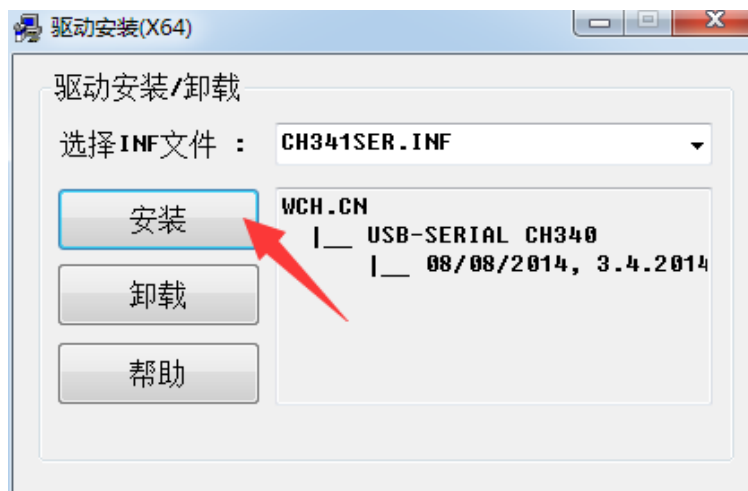 驱动安装(X64)
驱动安装/卸载
选择INF文件 : CH341SER.INF
安装
卸载
帮助
WCH.CN
|__ USB-SERIAL CH340
|__ 08/08/2014, 3.4.2014